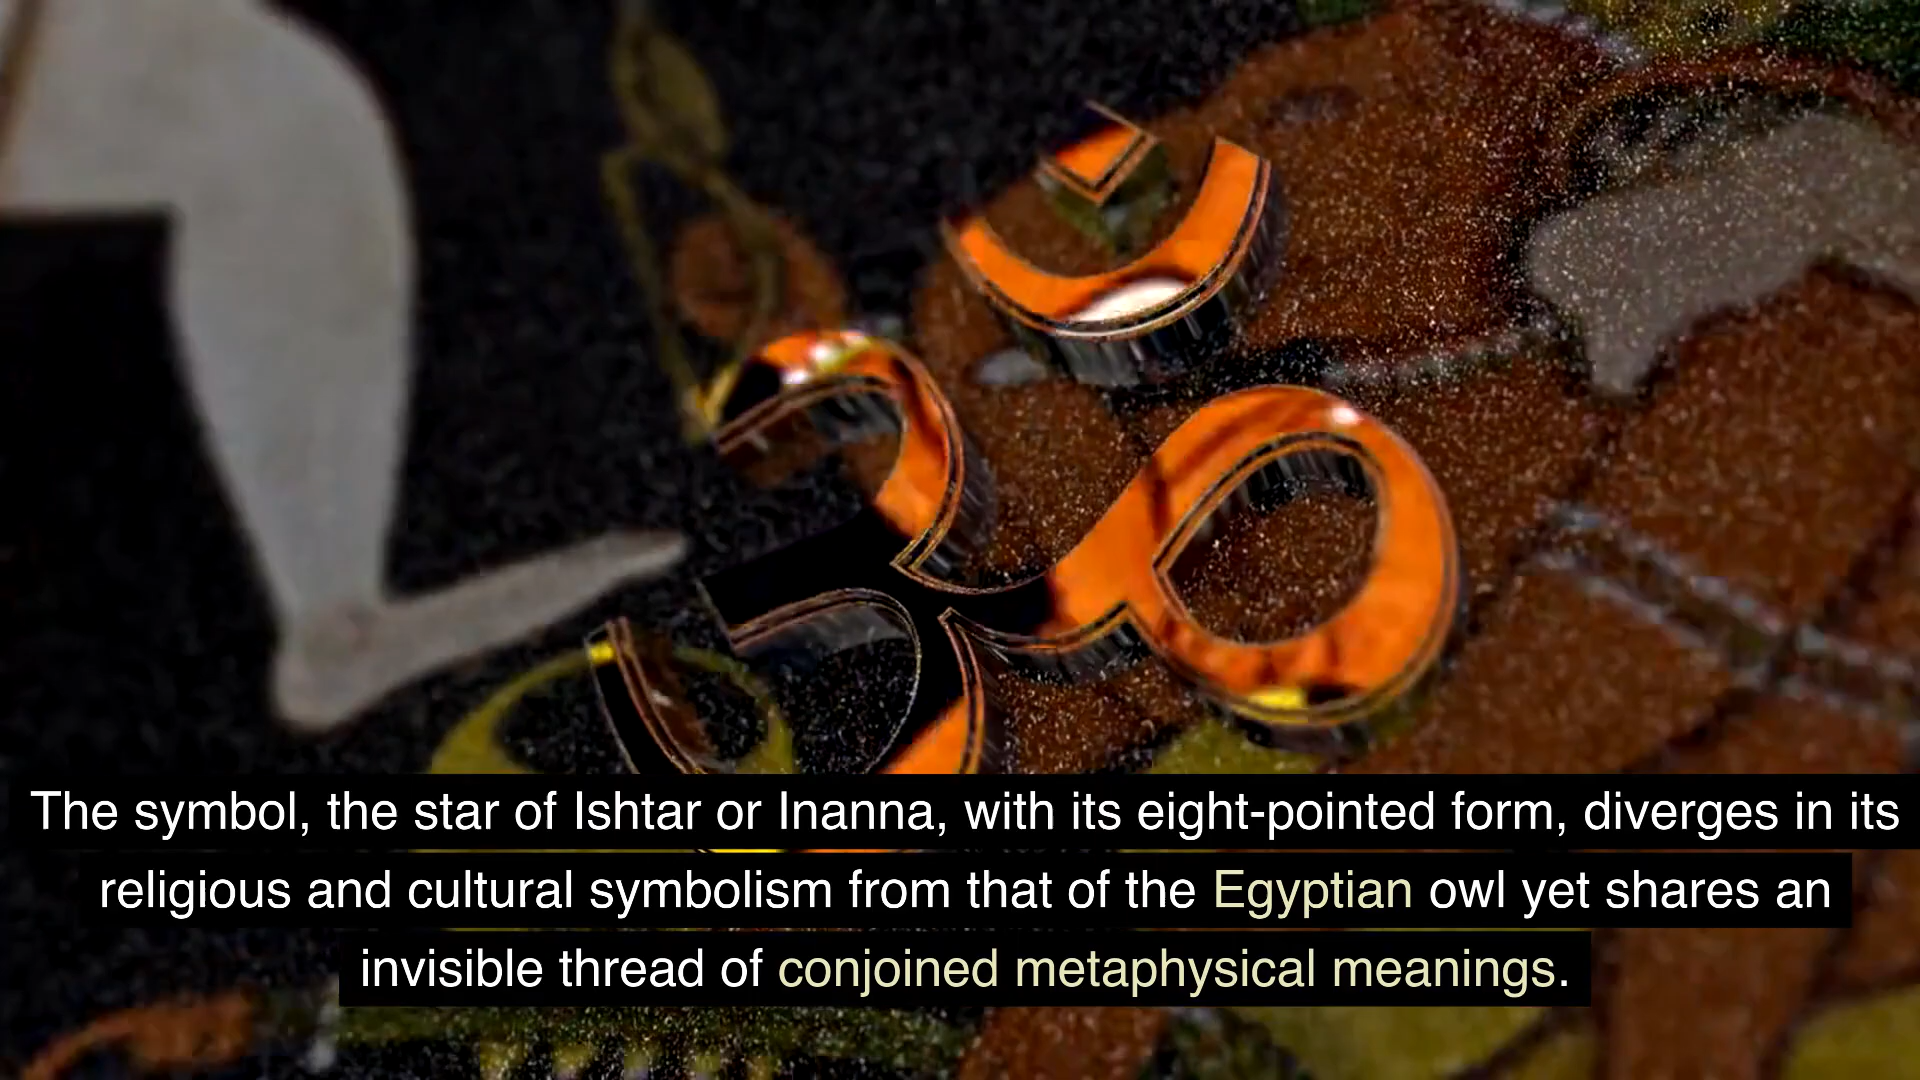 ॐ
The symbol, the star of Ishtar or Inanna, with its eight-pointed form, diverges in its
religious and cultural symbolism from that of the Egyptian owl yet shares an
invisible thread of conjoined metaphysical meanings.